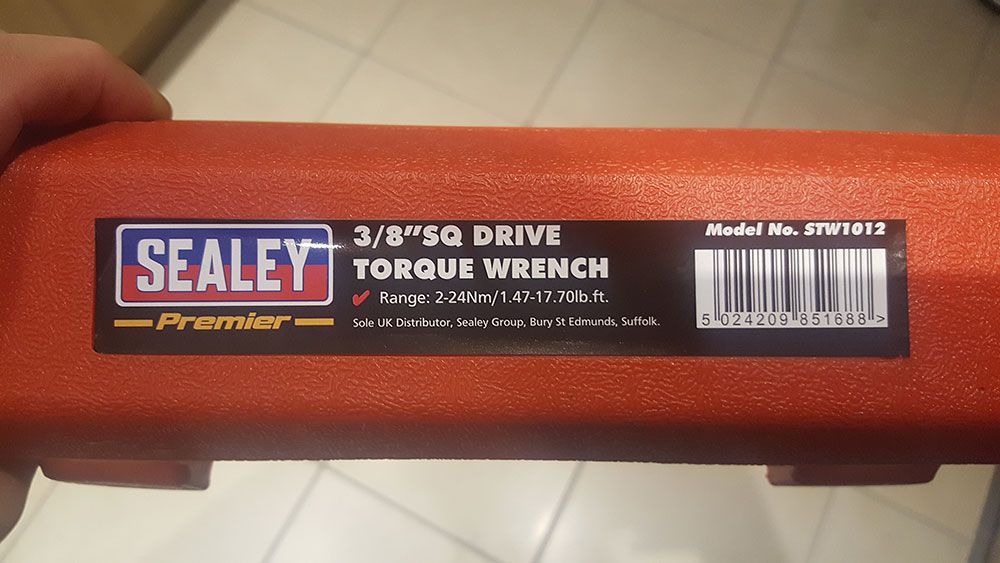 SEALEY
Premier
3/8"SQ DRIVE
TORQUE WRENCH
✓ Range: 2-24Nm/1.47-17.70lb.ft.
Sole UK Distributor, Sealey Group, Bury St Edmunds, Suffolk.
Model No. STW1012
5 024209 851688 >